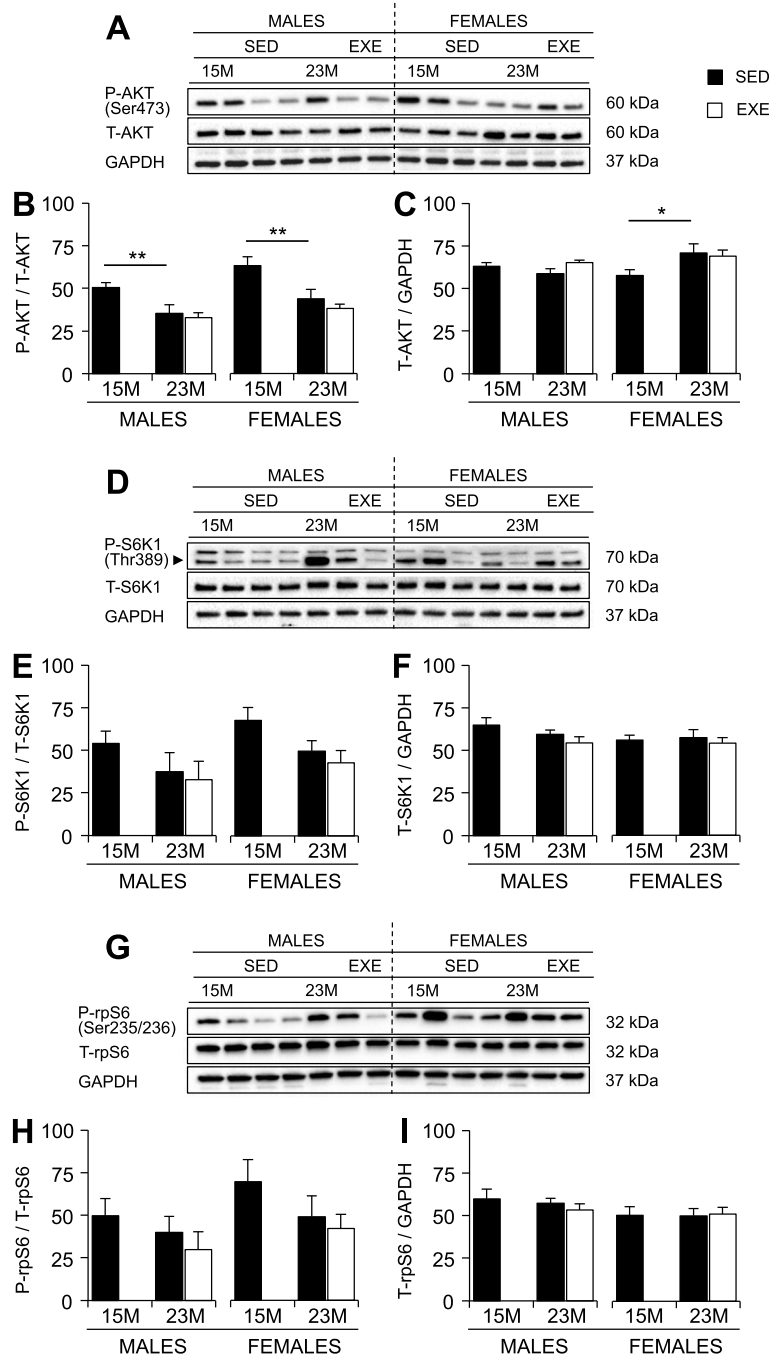 A
MALES FEMALES
SED EXE SED EXE
15M 23M 15M 23M
P-AKT
(Ser473) 60 kDa
T-AKT 60 kDa
GAPDH 37 kDa
SED
EXE
B
P-AKT / T-AKT
100
75
50
25
0
** **
15M 23M 15M 23M
MALES FEMALES
C
T-AKT / GAPDH
100
75
50
25
0
*
15M 23M 15M 23M
MALES FEMALES
D
MALES FEMALES
SED EXE SED EXE
15M 23M 15M 23M
P-S6K1
(Thr389) 70 kDa
T-S6K1 70 kDa
GAPDH 37 kDa
E
P-S6K1 / T-S6K1
100
75
50
25
0
15M 23M 15M 23M
MALES FEMALES
F
T-S6K1 / GAPDH
100
75
50
25
0
15M 23M 15M 23M
MALES FEMALES
G
MALES FEMALES
SED EXE SED EXE
15M 23M 15M 23M
P-rpS6
(Ser235/236) 32 kDa
T-rpS6 32 kDa
GAPDH 37 kDa
H
P-rpS6 / T-rpS6
100
75
50
25
0
15M 23M 15M 23M
MALES FEMALES
I
T-rpS6 / GAPDH
100
75
50
25
0
15M 23M 15M 23M
MALES FEMALES